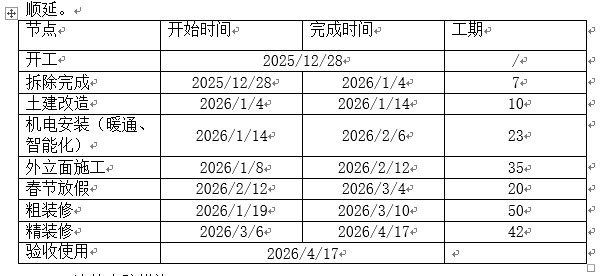 顺延。
节点 开始时间 完成时间 工期
开工 2025/12/28 /
拆除完成 2025/12/28 2026/1/4 7
土建改造 2026/1/4 2026/1/14 10
机电安装（暖通、
智能化） 2026/1/14 2026/2/6 23
外立面施工 2026/1/8 2026/2/12 35
春节放假 2026/2/12 2026/3/4 20
粗装修 2026/1/19 2026/3/10 50
精装修 2026/3/6 2026/4/17 42
验收使用 2026/4/17